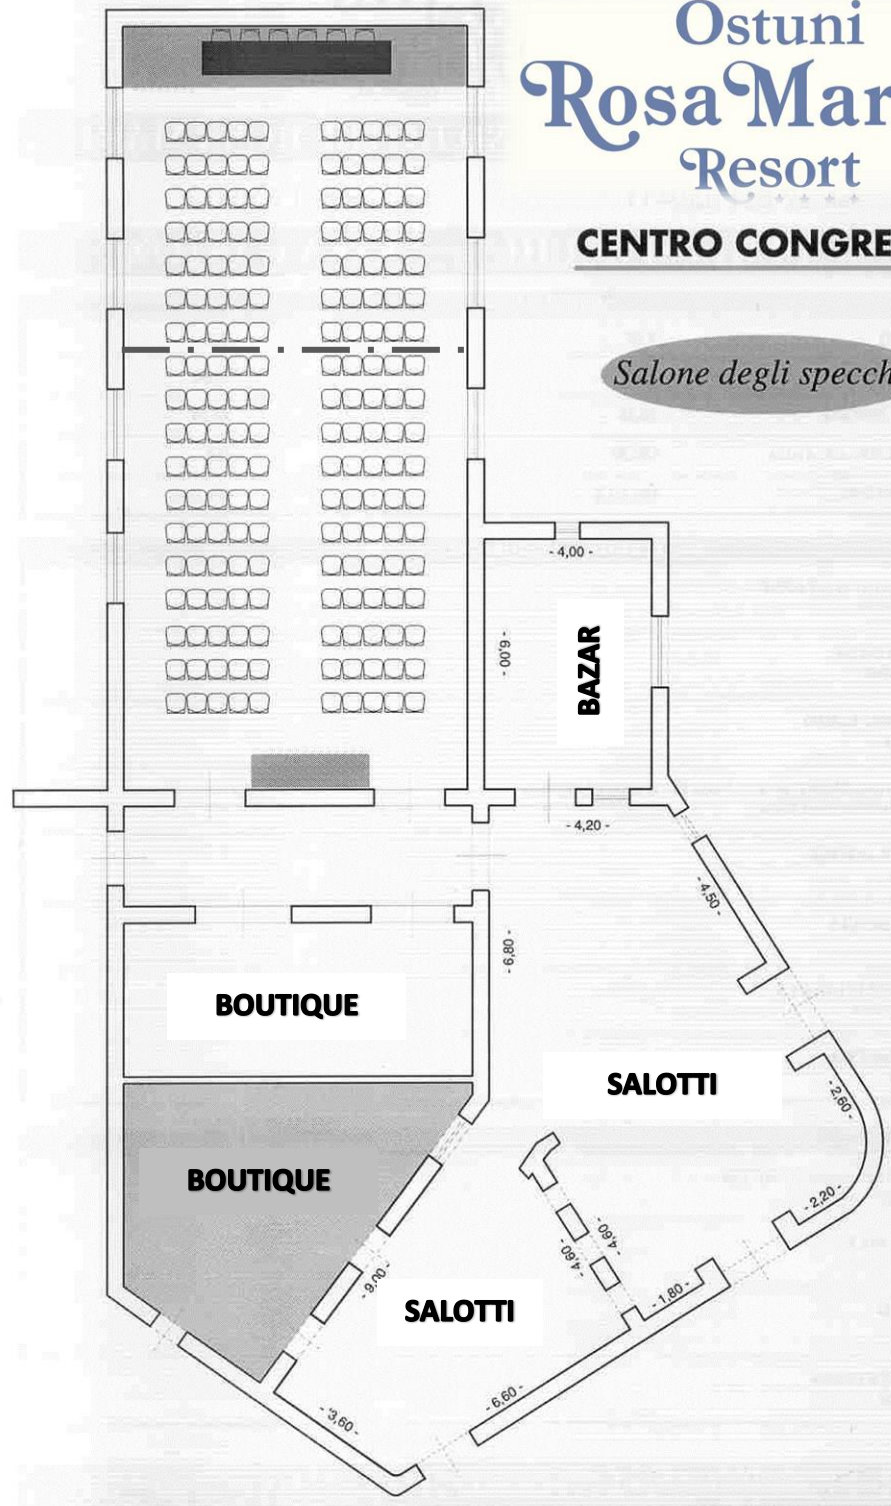 Ostuni
RosaMar
Resort
CENTRO CONGRE
Salone degli specch
- 4,00 -
- 6,00 -
BAZAR
- 4,20 -
- 4,50 -
- 6,80 -
BOUTIQUE
SALOTTI
- 2,60 -
BOUTIQUE
- 2,20 -
- 4,60 -
- 4,60 -
- 9,00 -
- 1,80 -
SALOTTI
- 6,60 -
- 3,60 -